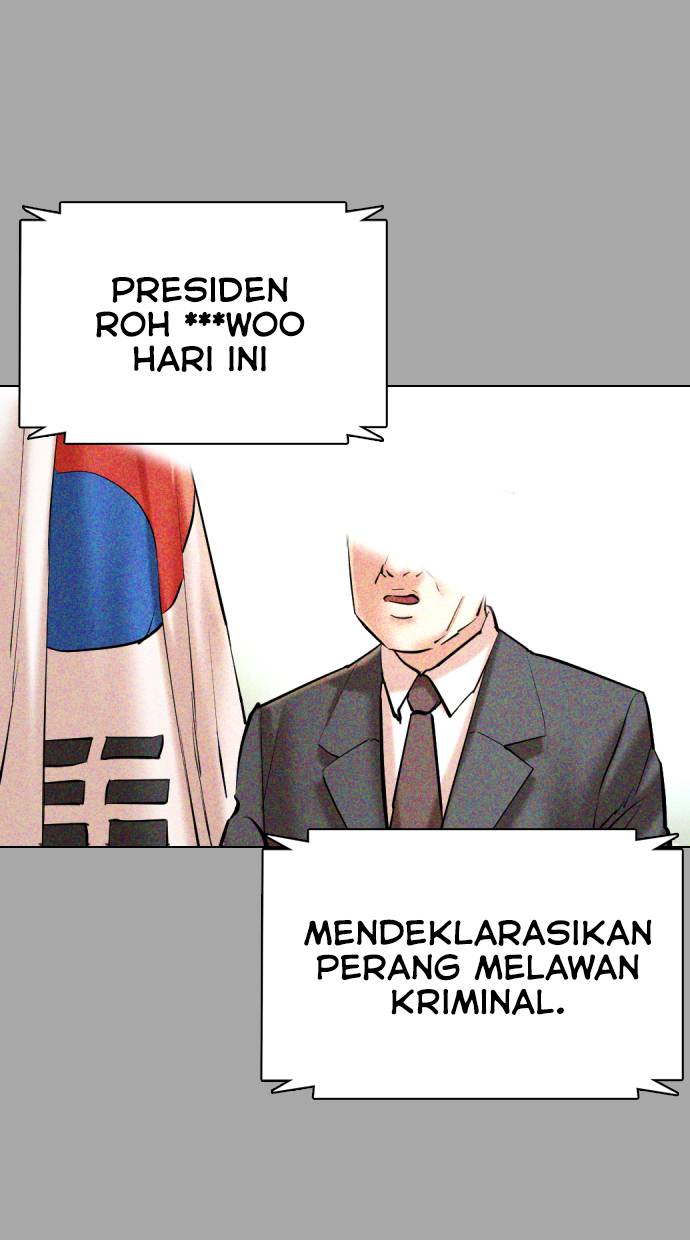 PRESIDEN
ROH ***WOO
HARI INI
MENDEKLARASIKAN
PERANG MELAWAN
KRIMINAL.